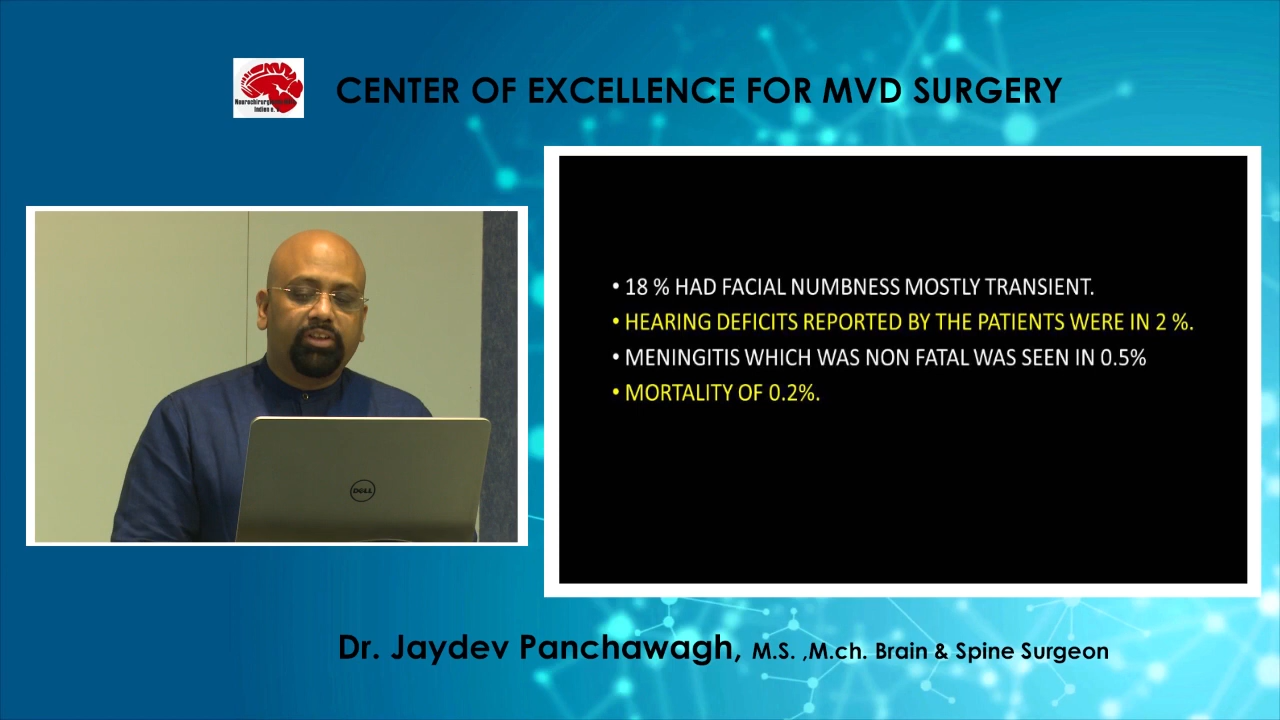 CENTER OF EXCELLENCE FOR MVD SURGERY
Indien e.
• 18 % HAD FACIAL NUMBNESS MOSTLY TRANSIENT.
• HEARING DEFICITS REPORTED BY THE PATIENTS WERE IN 2 %.
• MENINGITIS WHICH WAS NON FATAL WAS SEEN IN 0.5%
• MORTALITY OF 0.2%.
DELL
Dr. Jaydev Panchawagh, M.S. ,M.ch. Brain & Spine Surgeon